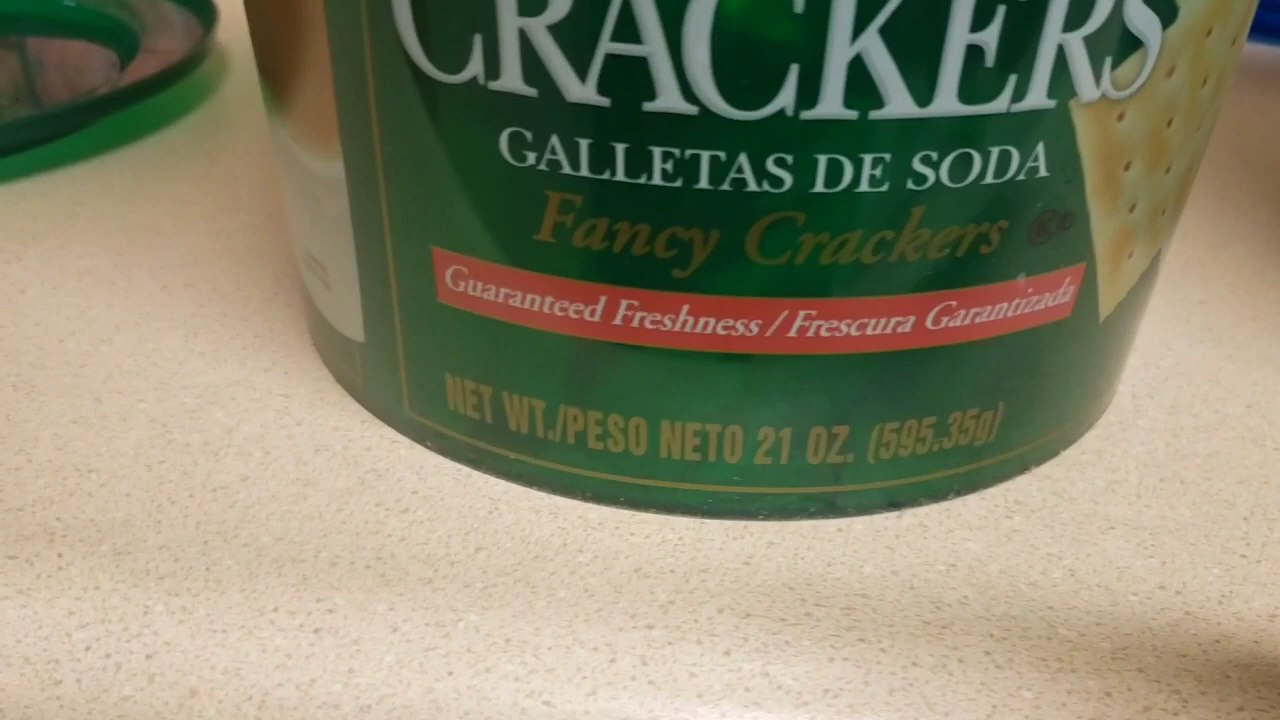 CRACKERS
GALLETAS DE SODA
Fancy Crackers
Guaranteed Freshness / Frescura Garantizada
NET WT./PESO NETO 21 OZ. (595.35g)